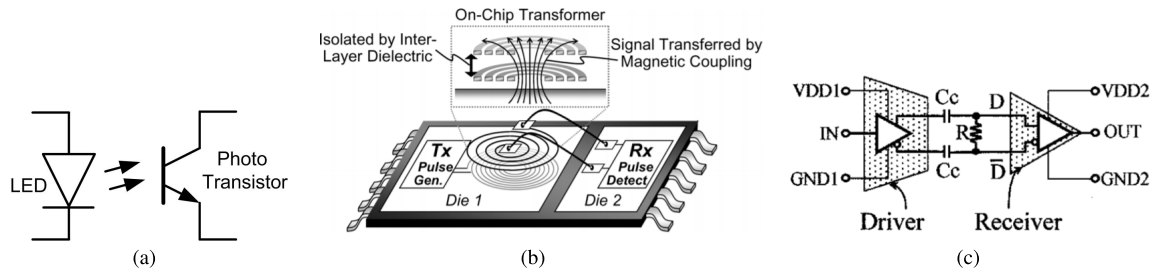 (a)
LED
Photo
Transistor
(b)
On-Chip Transformer
Isolated by Inter-
Layer Dielectric
Signal Transferred by
Magnetic Coupling
Tx
Pulse
Gen.
Die 1
Rx
Pulse
Detect
Die 2
VDD1
IN
GND1
Cc
Cc
R
D
D̅
VDD2
OUT
GND2
Driver
Receiver
(c)